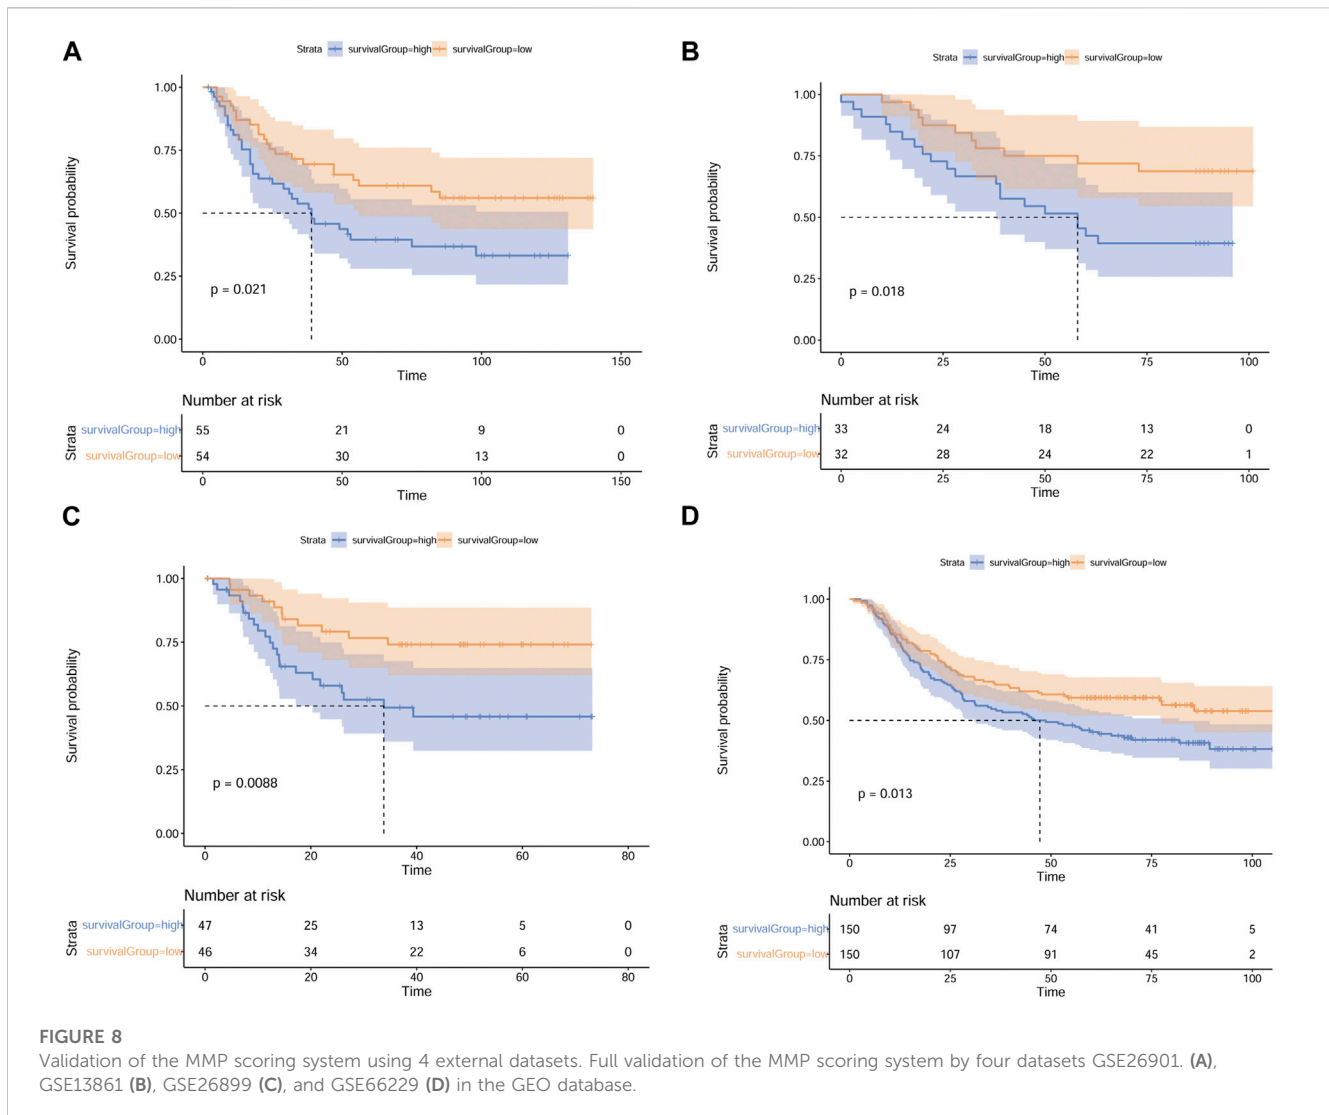 A
Strata survivalGroup=high survivalGroup=low
1.00
0.75
0.50
0.25
0.00
Survival probability
p = 0.021
0 50 100 150
Time
Number at risk
Strata
survivalGroup=high 55 21 9 0
survivalGroup=low 54 30 13 0
0 50 100 150
Time
B
Strata survivalGroup=high survivalGroup=low
1.00
0.75
0.50
0.25
0.00
Survival probability
p = 0.018
0 25 50 75 100
Time
Number at risk
Strata
survivalGroup=high 33 24 18 13 0
survivalGroup=low 32 28 24 22 1
0 25 50 75 100
Time
C
Strata survivalGroup=high survivalGroup=low
1.00
0.75
0.50
0.25
0.00
Survival probability
p = 0.0088
0 20 40 60 80
Time
Number at risk
Strata
survivalGroup=high 47 25 13 5 0
survivalGroup=low 46 34 22 6 0
0 20 40 60 80
Time
D
Strata survivalGroup=high survivalGroup=low
1.00
0.75
0.50
0.25
0.00
Survival probability
p = 0.013
0 25 50 75 100
Time
Number at risk
Strata
survivalGroup=high 150 97 74 41 5
survivalGroup=low 150 107 91 45 2
0 25 50 75 100
Time
FIGURE 8
Validation of the MMP scoring system using 4 external datasets. Full validation of the MMP scoring system by four datasets GSE26901. (A),
GSE13861 (B), GSE26899 (C), and GSE66229 (D) in the GEO database.